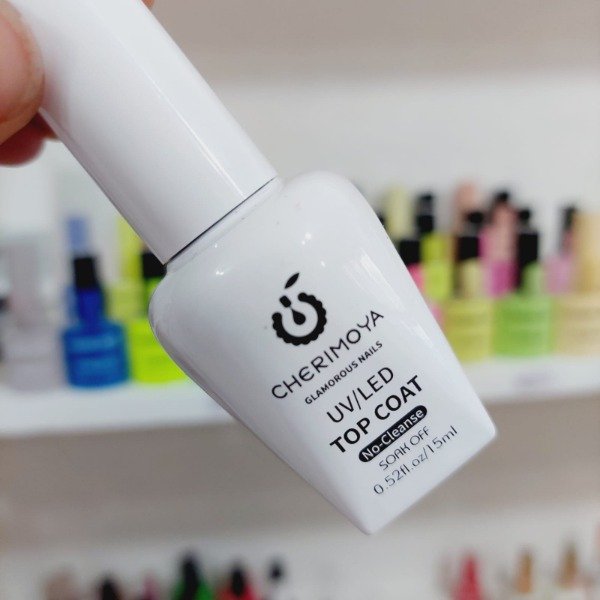 CHERIMOYA
GLAMOROUS NAILS
UV/LED
TOP COAT
No-Cleanse
SOAK OFF
0.52fl.oz/15ml